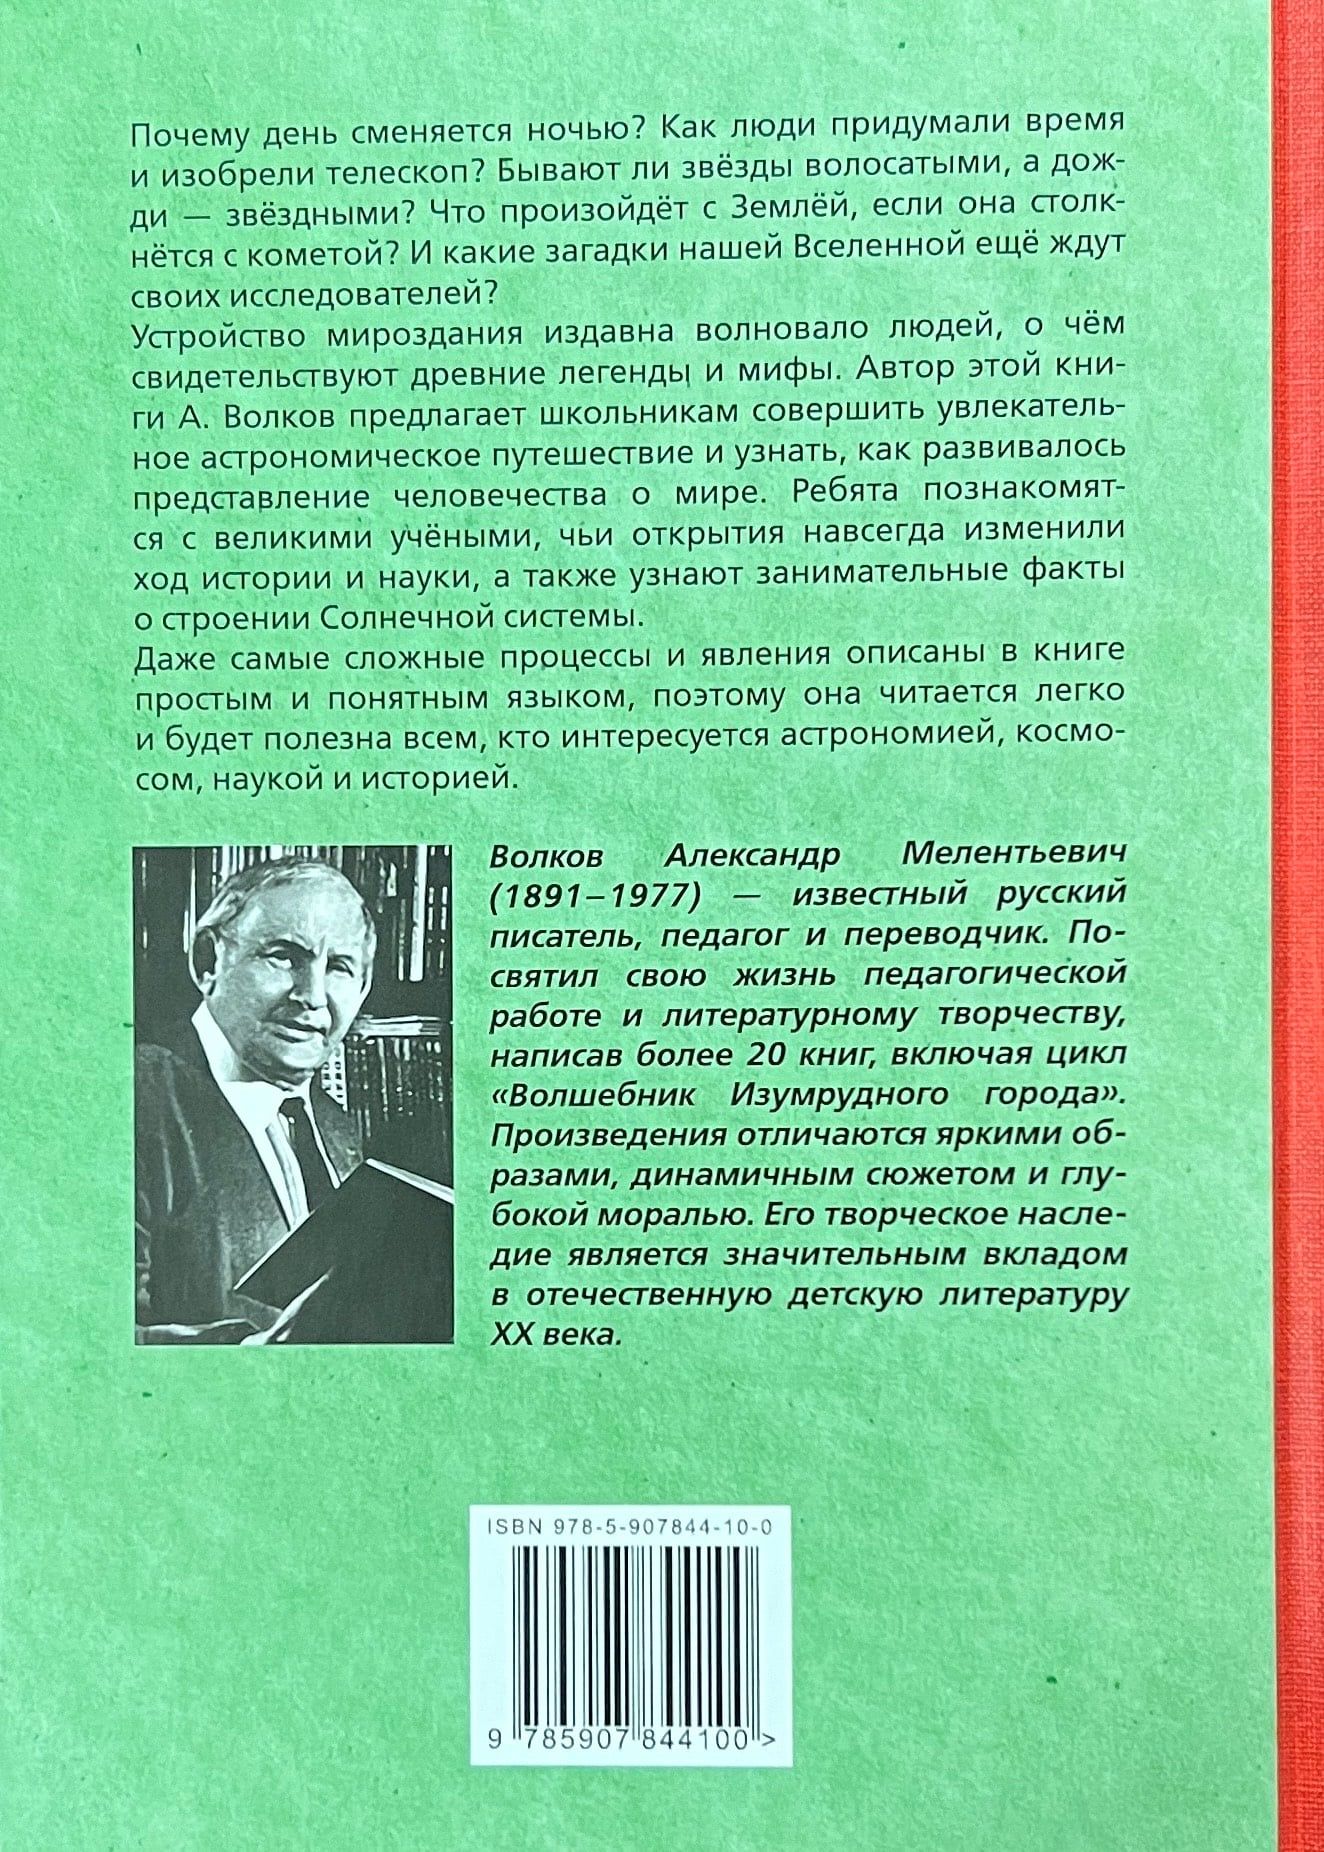 Почему день сменяется ночью? Как люди придумали время
и изобрели телескоп? Бывают ли звёзды волосатыми, а дож-
ди — звёздными? Что произойдёт с Землёй, если она столк-
нётся с кометой? И какие загадки нашей Вселенной ещё ждут
своих исследователей?
Устройство мироздания издавна волновало людей, о чём
свидетельствуют древние легенды и мифы. Автор этой кни-
ги А. Волков предлагает школьникам совершить увлекатель-
ное астрономическое путешествие и узнать, как развивалось
представление человечества о мире. Ребята познакомят-
ся с великими учёными, чьи открытия навсегда изменили
ход истории и науки, а также узнают занимательные факты
о строении Солнечной системы.
Даже самые сложные процессы и явления описаны в книге
простым и понятным языком, поэтому она читается легко
и будет полезна всем, кто интересуется астрономией, космо-
сом, наукой и историей.
Волков Александр Мелентьевич
(1891–1977) — известный русский
писатель, педагог и переводчик. По-
святил свою жизнь педагогической
работе и литературному творчеству,
написав более 20 книг, включая цикл
«Волшебник Изумрудного города».
Произведения отличаются яркими об-
разами, динамичным сюжетом и глу-
бокой моралью. Его творческое насле-
дие является значительным вкладом
в отечественную детскую литературу
XX века.
ISBN 978-5-907844-10-0
9 785907 844100 >